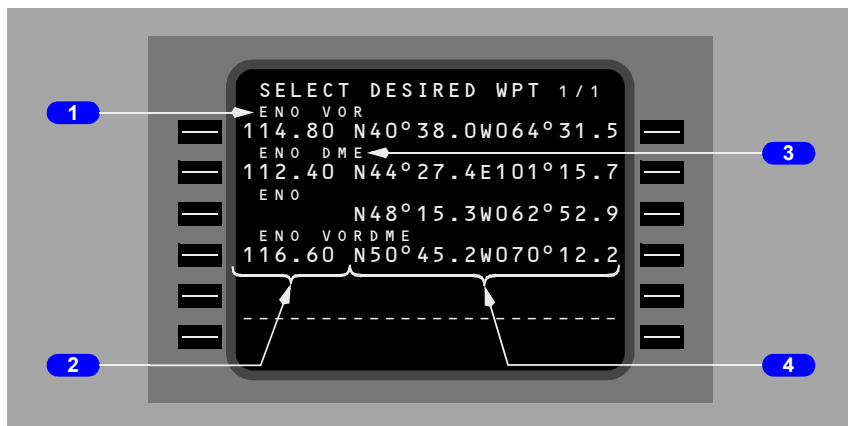 SELECT DESIRED WPT 1/1
ENO VOR
114.80 N40°38.0W064°31.5
ENO DME
112.40 N44°27.4E101°15.7
ENO
N48°15.3W062°52.9
ENO VORDME
116.60 N50°45.2W070°12.2
------------------------
1
2
3
4